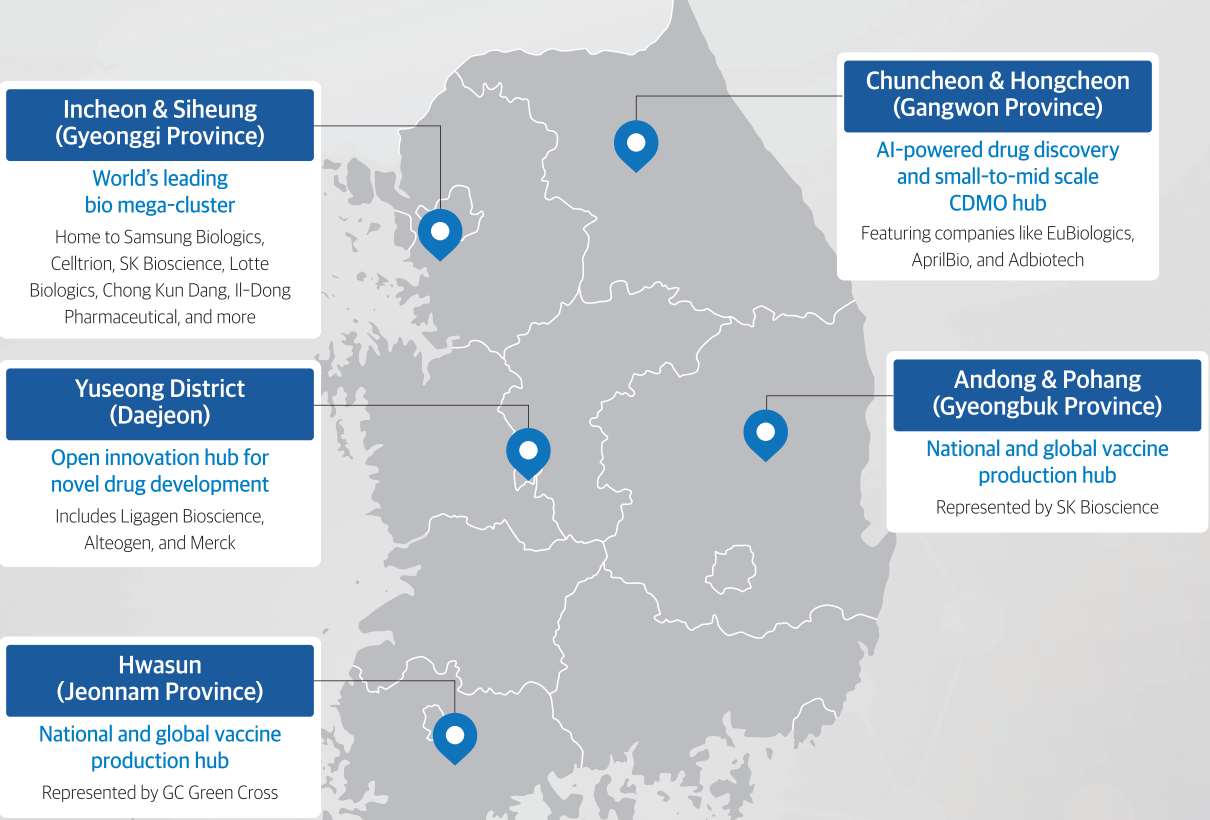 Incheon & Siheung
(Gyeonggi Province)
World's leading
bio mega-cluster
Home to Samsung Biologics,
Celltrion, SK Bioscience, Lotte
Biologics, Chong Kun Dang, Il-Dong
Pharmaceutical, and more
Yuseong District
(Daejeon)
Open innovation hub for
novel drug development
Includes Ligagen Bioscience,
Alteogen, and Merck
Hwasun
(Jeonnam Province)
National and global vaccine
production hub
Represented by GC Green Cross
Chuncheon & Hongcheon
(Gangwon Province)
AI-powered drug discovery
and small-to-mid scale
CDMO hub
Featuring companies like EuBiologics,
AprilBio, and Adbiotech
Andong & Pohang
(Gyeongbuk Province)
National and global vaccine
production hub
Represented by SK Bioscience